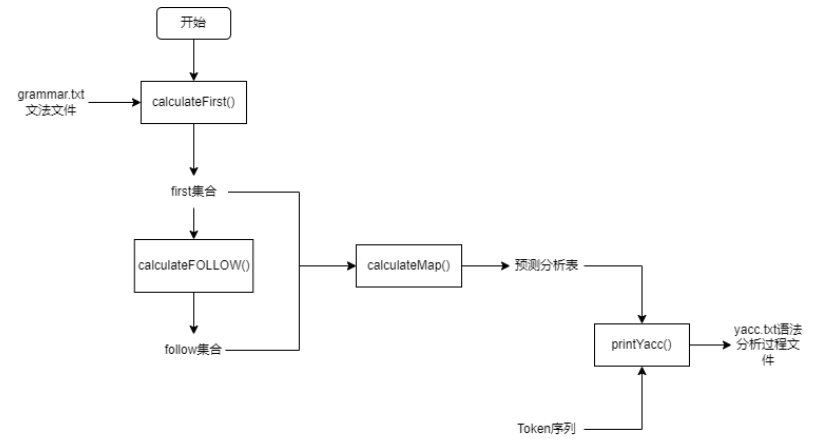 开始
grammar.txt
文法文件
calculateFirst()
first集合
calculateFOLLOW()
calculateMap()
预测分析表
follow集合
printYacc()
yacc.txt语法
分析过程文
件
Token序列